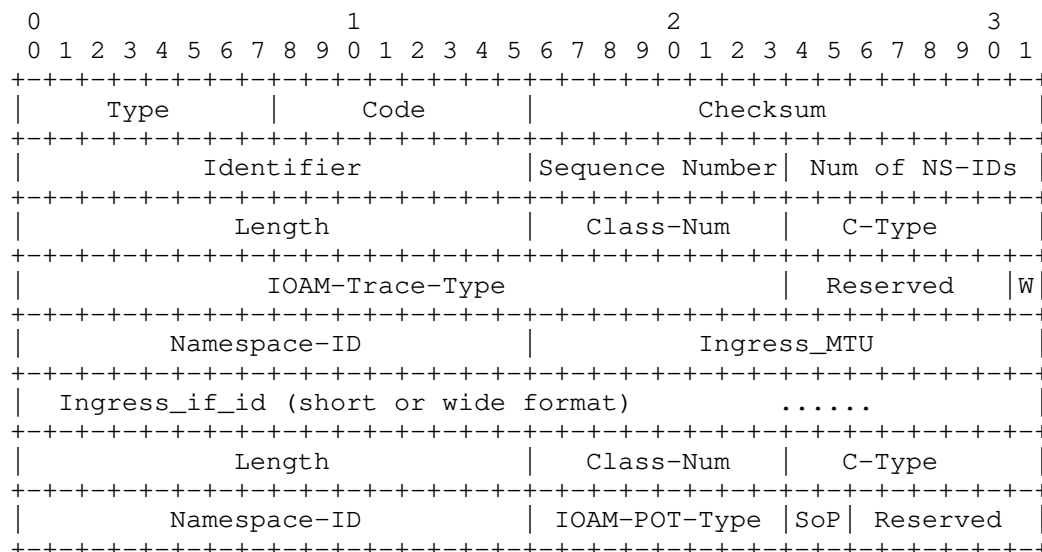 0                   1                   2                   3
 0 1 2 3 4 5 6 7 8 9 0 1 2 3 4 5 6 7 8 9 0 1 2 3 4 5 6 7 8 9 0 1
+-+-+-+-+-+-+-+-+-+-+-+-+-+-+-+-+-+-+-+-+-+-+-+-+-+-+-+-+-+-+-+-+
|     Type      |     Code      |          Checksum             |
+-+-+-+-+-+-+-+-+-+-+-+-+-+-+-+-+-+-+-+-+-+-+-+-+-+-+-+-+-+-+-+-+
|           Identifier          |Sequence Number| Num of NS-IDs |
+-+-+-+-+-+-+-+-+-+-+-+-+-+-+-+-+-+-+-+-+-+-+-+-+-+-+-+-+-+-+-+-+
|             Length            |   Class-Num   |   C-Type      |
+-+-+-+-+-+-+-+-+-+-+-+-+-+-+-+-+-+-+-+-+-+-+-+-+-+-+-+-+-+-+-+-+
|               IOAM-Trace-Type                 |  Reserved   |W|
+-+-+-+-+-+-+-+-+-+-+-+-+-+-+-+-+-+-+-+-+-+-+-+-+-+-+-+-+-+-+-+-+
|         Namespace-ID          |          Ingress_MTU          |
+-+-+-+-+-+-+-+-+-+-+-+-+-+-+-+-+-+-+-+-+-+-+-+-+-+-+-+-+-+-+-+-+
|  Ingress_if_id (short or wide format)         ......          |
+-+-+-+-+-+-+-+-+-+-+-+-+-+-+-+-+-+-+-+-+-+-+-+-+-+-+-+-+-+-+-+-+
|             Length            |   Class-Num   |   C-Type      |
+-+-+-+-+-+-+-+-+-+-+-+-+-+-+-+-+-+-+-+-+-+-+-+-+-+-+-+-+-+-+-+-+
|         Namespace-ID          | IOAM-POT-Type |SoP| Reserved  |
+-+-+-+-+-+-+-+-+-+-+-+-+-+-+-+-+-+-+-+-+-+-+-+-+-+-+-+-+-+-+-+-+